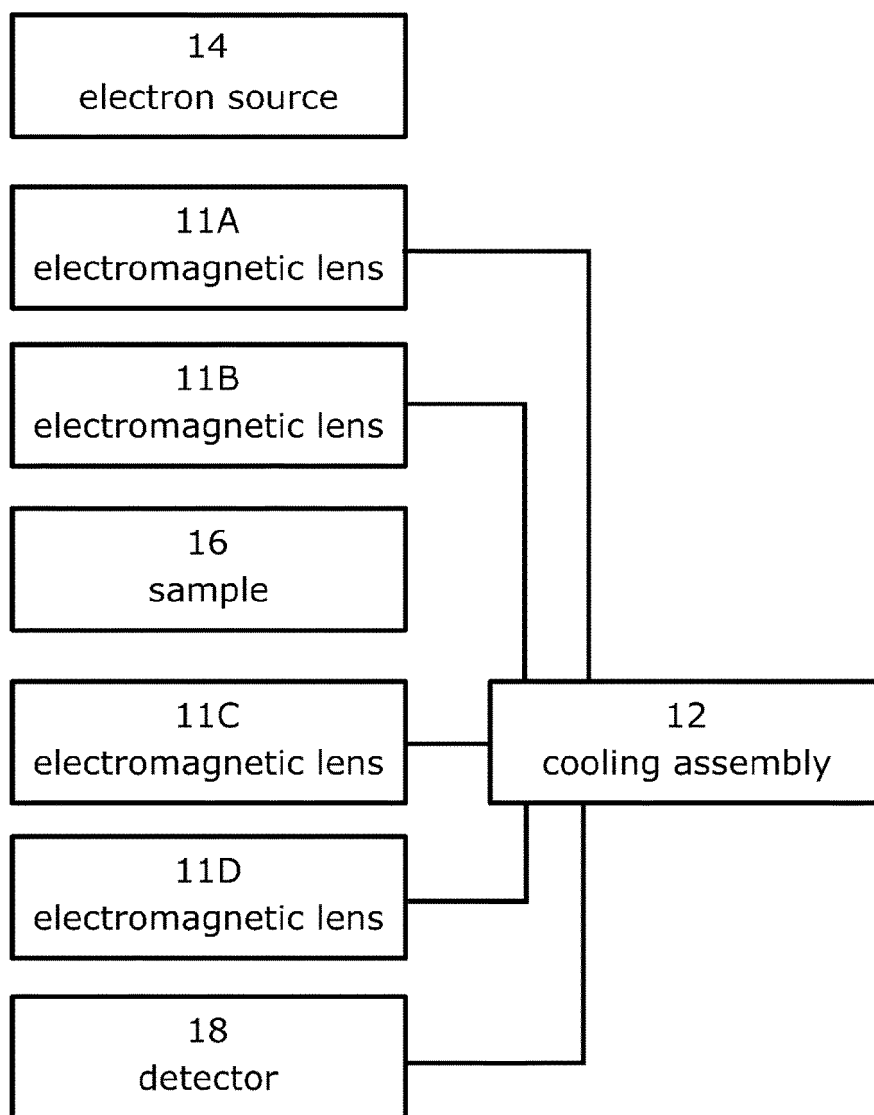 14
electron source
11A
electromagnetic lens
11B
electromagnetic lens
16
sample
11C
electromagnetic lens
12
cooling assembly
11D
electromagnetic lens
18
detector